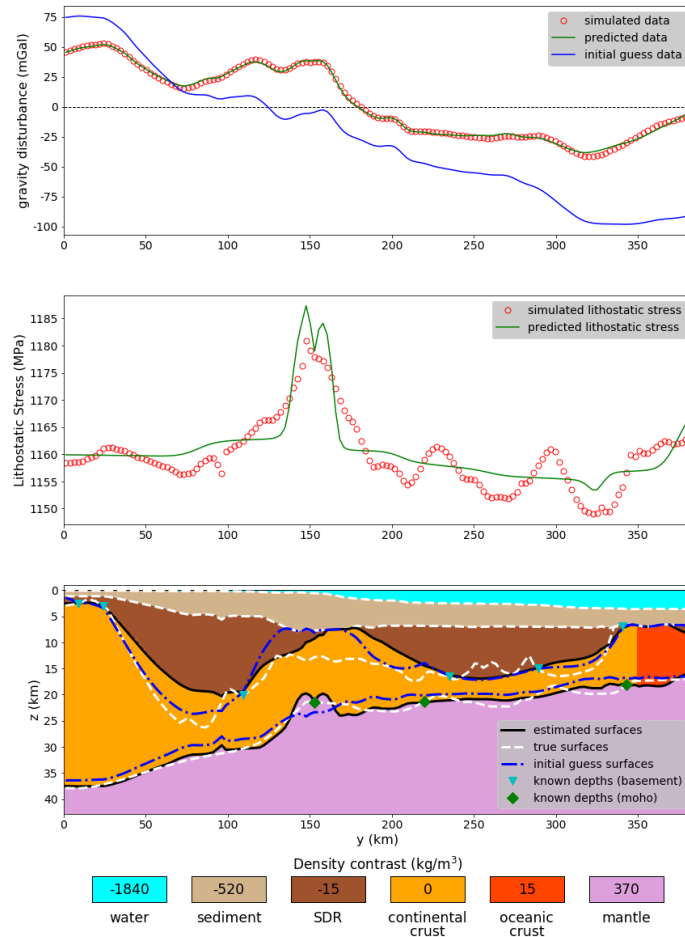 75
50
25
0
-25
-50
-75
-100
gravity disturbance (mGal)
simulated data
predicted data
initial guess data
0 50 100 150 200 250 300 350
1185
1180
1175
1170
1165
1160
1155
1150
Lithostatic Stress (MPa)
simulated lithostatic stress
predicted lithostatic stress
0 50 100 150 200 250 300 350
0
5
10
15
20
25
30
35
40
z (km)
estimated surfaces
true surfaces
initial guess surfaces
known depths (basement)
known depths (moho)
0 50 100 150 200 250 300 350
y (km)
Density contrast (kg/m³)
-1840 -520 -15 0 15 370
water sediment SDR continental oceanic mantle
crust crust